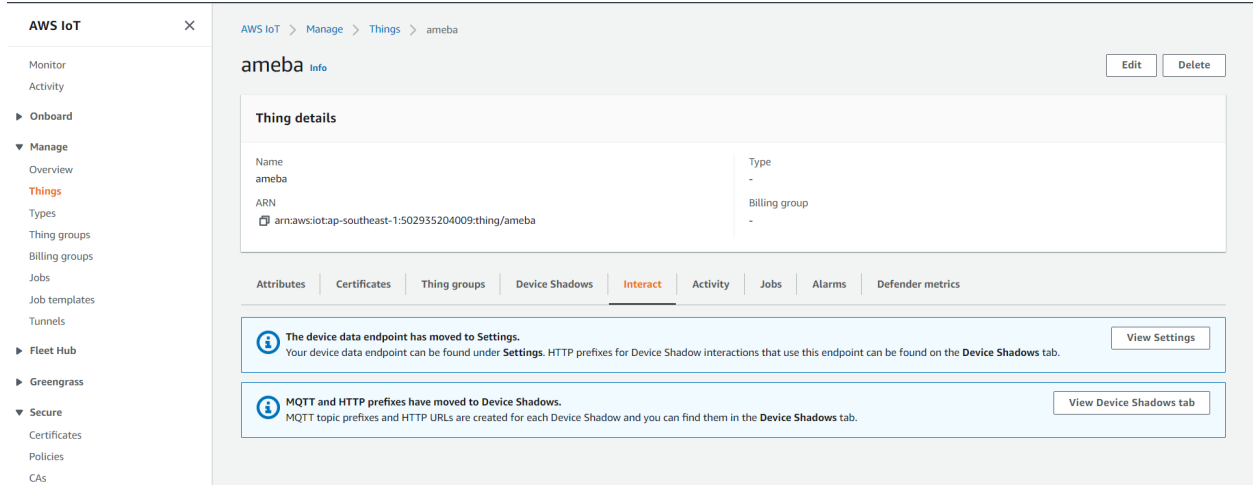 AWS IoT
Monitor
Activity
Onboard
Manage
Overview
Things
Types
Thing groups
Billing groups
Jobs
Job templates
Tunnels
Fleet Hub
Greengrass
Secure
Certificates
Policies
CAs
AWS IoT > Manage > Things > ameba
ameba Info
Edit
Delete
Thing details
Name
ameba
ARN
arn:aws:iot:ap-southeast-1:502935204009:thing/ameba
Type
-
Billing group
-
Attributes
Certificates
Thing groups
Device Shadows
Interact
Activity
Jobs
Alarms
Defender metrics
The device data endpoint has moved to Settings.
Your device data endpoint can be found under Settings. HTTP prefixes for Device Shadow interactions that use this endpoint can be found on the Device Shadows tab.
View Settings
MQTT and HTTP prefixes have moved to Device Shadows.
MQTT topic prefixes and HTTP URLs are created for each Device Shadow and you can find them in the Device Shadows tab.
View Device Shadows tab